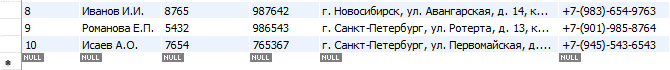 8 Иванов И.И. 8765 987642 г. Новосибирск, ул. Авангарская, д. 14, к... +7-(983)-654-9763
9 Романова Е.П. 5432 986543 г. Санкт-Петербург, ул. Ротерта, д. 13, к... +7-(901)-985-8764
10 Исаев А.О. 7654 765367 г. Санкт-Петербург, ул. Первомайская, д.... +7-(945)-543-6543
NULL NULL NULL NULL NULL NULL